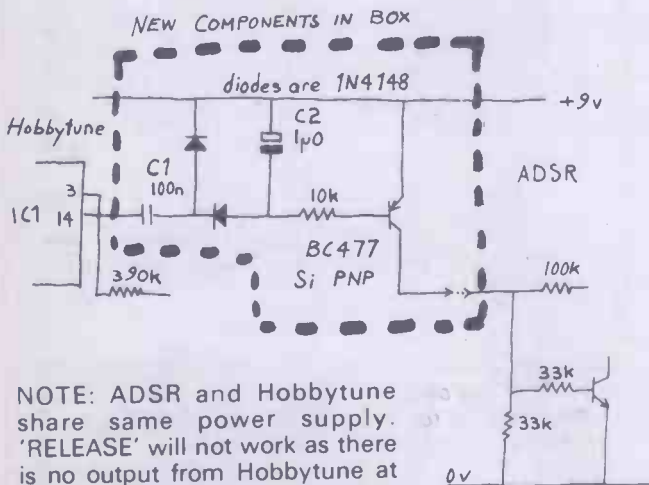 NEW COMPONENTS IN BOX
diodes are 1N4148
+9v
Hobbytune
C2
1µ0
C1
100n
ADSR
3
IC1 14
10k
390k
BC477
Si PNP
100k
33k
33k
0v
NOTE: ADSR and Hobbytune
share same power supply.
'RELEASE' will not work as there
is no output from Hobbytune at